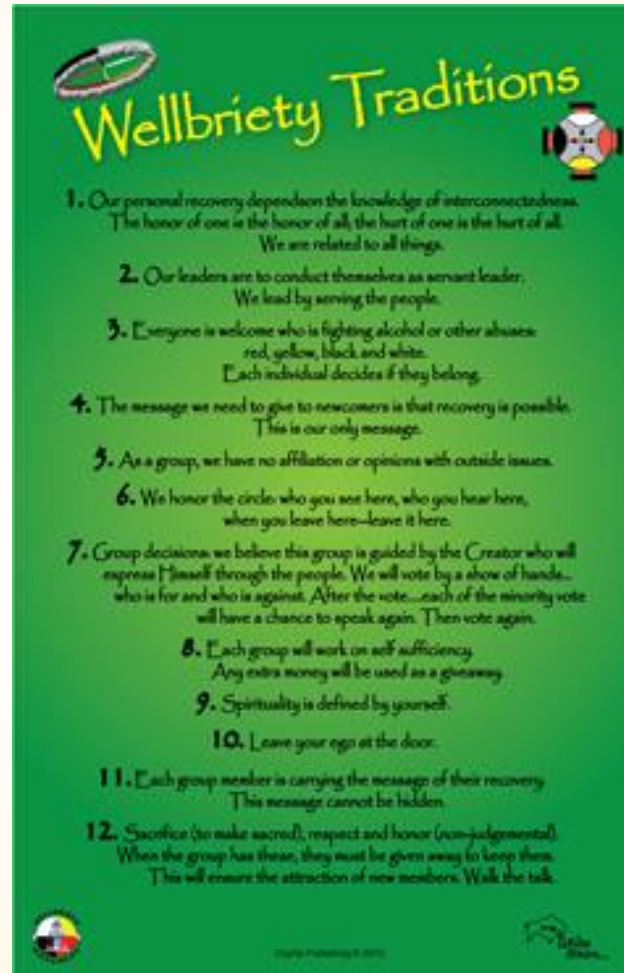 Wellbriety Traditions
1. Our personal recovery dependson the knowledge of interconnectedness.
The honor of one is the honor of all; the hurt of one is the hurt of all.
We are related to all things.
2. Our leaders are to conduct themselves as servant leader.
We lead by serving the people.
3. Everyone is welcome who is fighting alcohol or other abuses:
red, yellow, black and white.
Each individual decides if they belong.
4. The message we need to give to newcomers is that recovery is possible.
This is our only message.
5. As a group, we have no affiliation or opinions with outside issues.
6. We honor the circle: who you see here, who you hear here,
when you leave here—leave it here.
7. Group decisions: we believe this group is guided by the Creator who will
express Himself through the people. We will vote by a show of hands...
who is for and who is against. After the vote....each of the minority vote
will have a chance to speak again. Then vote again.
8. Each group will work on self sufficiency.
Any extra money will be used as a giveaway.
9. Spirituality is defined by yourself.
10. Leave your ego at the door.
11. Each group member is carrying the message of their recovery.
This message cannot be hidden.
12. Sacrifice (to make sacred), respect and honor (non-judgemental).
When the group has these, they must be given away to keep them.
This will ensure the attraction of new members. Walk the talk.
White
Bison